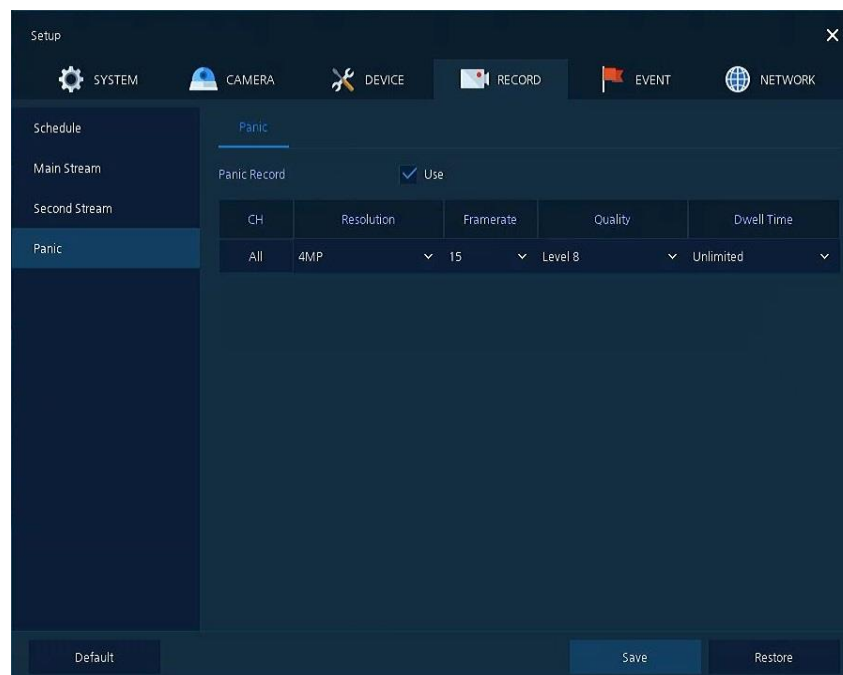 Setup
SYSTEM CAMERA DEVICE RECORD EVENT NETWORK
Schedule
Main Stream
Second Stream
Panic
Panic
Panic Record Use
CH Resolution Framerate Quality Dwell Time
All 4MP 15 Level 8 Unlimited
Default Save Restore